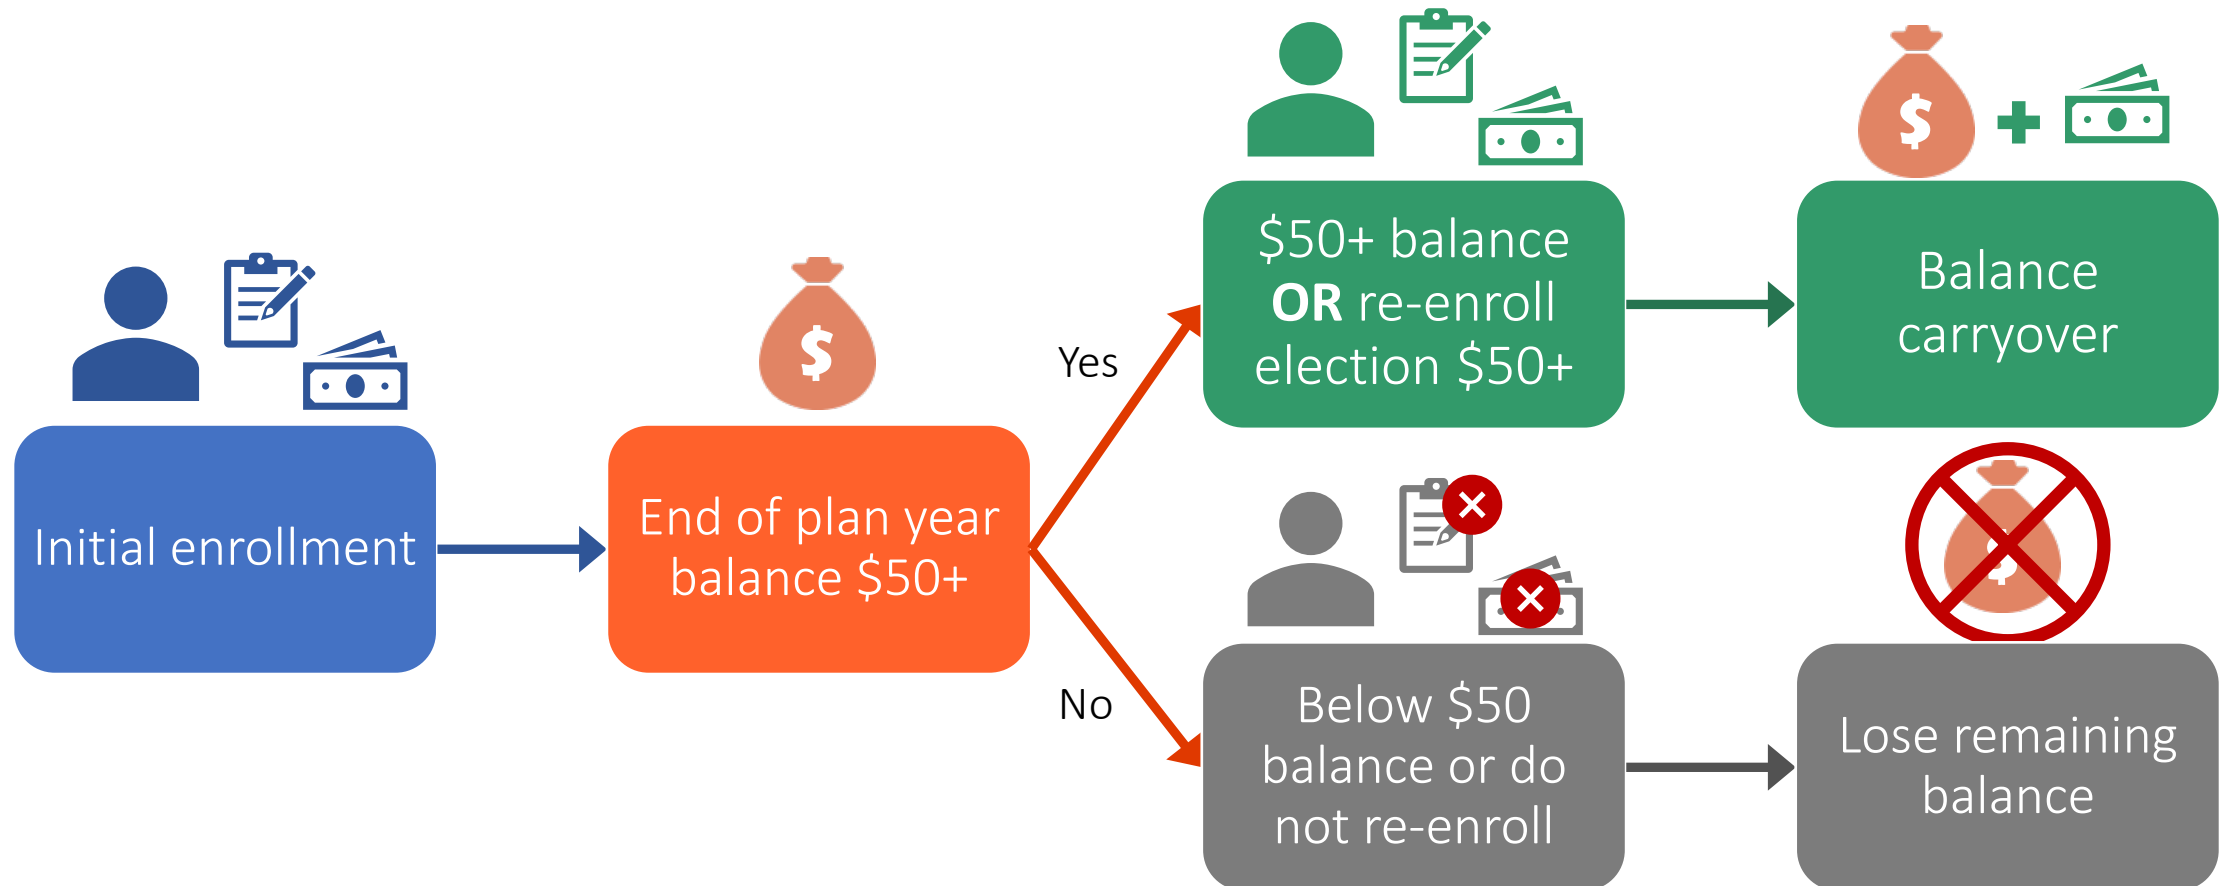 Initial enrollment
End of plan year
balance $50+
Yes
$50+ balance
OR re-enroll
election $50+
Balance
carryover
No
Below $50
balance or do
not re-enroll
Lose remaining
balance
$
$
$